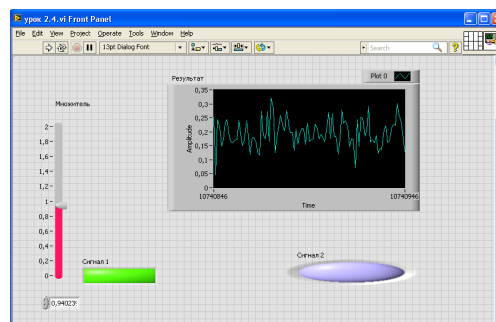 урок 2.4.vi Front Panel
File Edit View Project Operate Tools Window Help
13pt Dialog Font
Search
Результат
Plot 0
Множитель
2
1,8
1,6
1,4
1,2
1
0,8
0,6
0,4
0,2
0
0,35
0,3
0,25
0,2
0,15
0,1
0,05
0
Amplitude
10740846
10740946
Time
Сигнал 1
Сигнал 2
0,94023